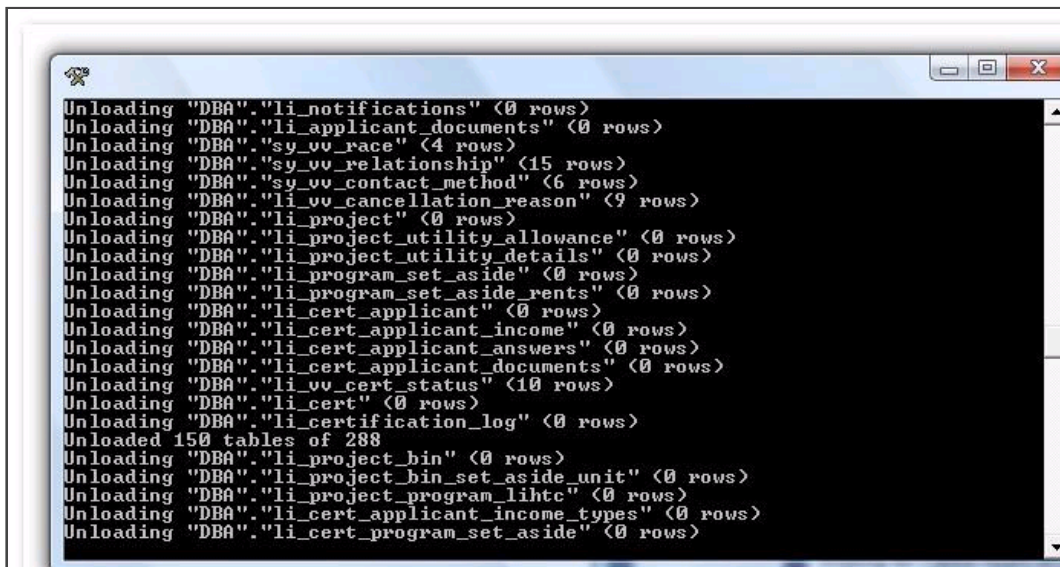 Unloading "DBA"."li_notifications" (0 rows)
Unloading "DBA"."li_applicant_documents" (0 rows)
Unloading "DBA"."sy_vv_race" (4 rows)
Unloading "DBA"."sy_vv_relationship" (15 rows)
Unloading "DBA"."sy_vv_contact_method" (6 rows)
Unloading "DBA"."li_vv_cancellation_reason" (9 rows)
Unloading "DBA"."li_project" (0 rows)
Unloading "DBA"."li_project_utility_allowance" (0 rows)
Unloading "DBA"."li_project_utility_details" (0 rows)
Unloading "DBA"."li_program_set_aside" (0 rows)
Unloading "DBA"."li_program_set_aside_rents" (0 rows)
Unloading "DBA"."li_cert_applicant" (0 rows)
Unloading "DBA"."li_cert_applicant_income" (0 rows)
Unloading "DBA"."li_cert_applicant_answers" (0 rows)
Unloading "DBA"."li_cert_applicant_documents" (0 rows)
Unloading "DBA"."li_vv_cert_status" (10 rows)
Unloading "DBA"."li_cert" (0 rows)
Unloading "DBA"."li_certification_log" (0 rows)
Unloaded 150 tables of 288
Unloading "DBA"."li_project_bin" (0 rows)
Unloading "DBA"."li_project_bin_set_aside_unit" (0 rows)
Unloading "DBA"."li_project_program_lihtc" (0 rows)
Unloading "DBA"."li_cert_applicant_income_types" (0 rows)
Unloading "DBA"."li_cert_program_set_aside" (0 rows)